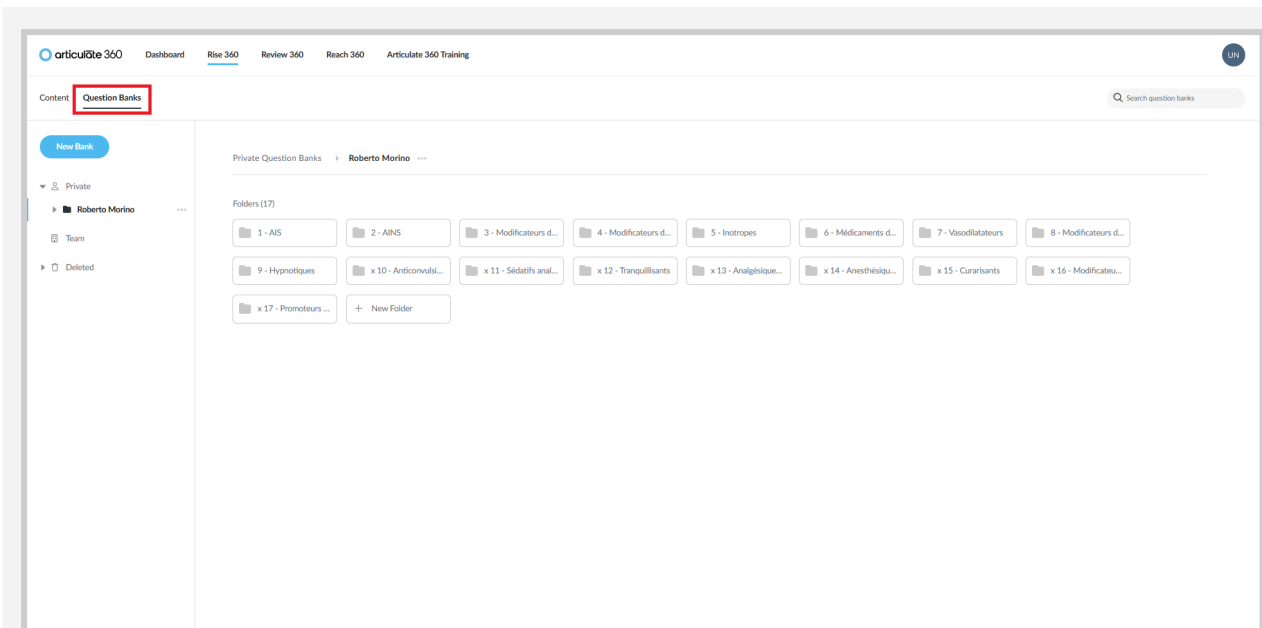 articulate 360 Dashboard Rise 360 Review 360 Reach 360 Articulate 360 Training UN
Content Question Banks Search question banks
New Bank
Private Question Banks > Roberto Morino ...
Private
Roberto Morino ...
Team
Deleted
Folders (17)
1 - AIS 2 - AINS 3 - Modificateurs d... 4 - Modificateurs d... 5 - Inotropes 6 - Médicaments d... 7 - Vasodilatateurs 8 - Modificateurs d...
9 - Hypnotiques x 10 - Anticonvulsi... x 11 - Sédatifs anal... x 12 - Tranquillisants x 13 - Analgésique... x 14 - Anesthésiqu... x 15 - Curarisants x 16 - Modificateu...
x 17 - Promoteurs ... + New Folder